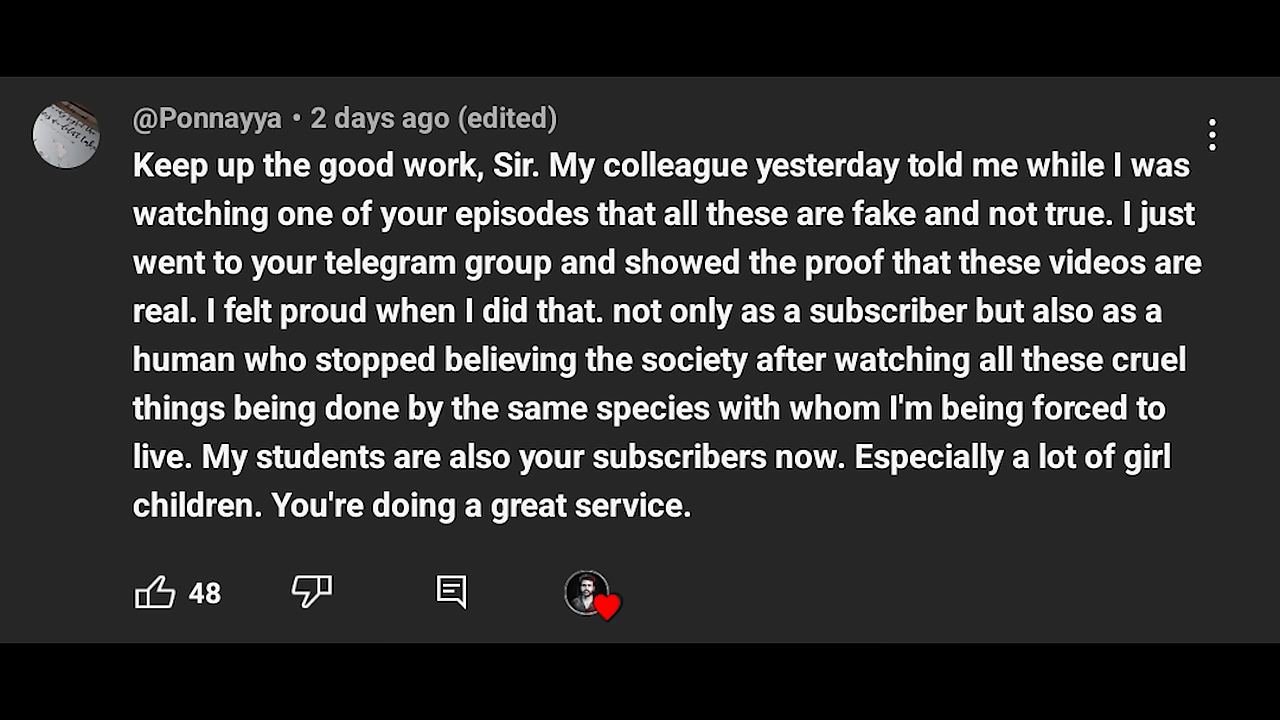 @Ponnayya • 2 days ago (edited)
Keep up the good work, Sir. My colleague yesterday told me while I was
watching one of your episodes that all these are fake and not true. I just
went to your telegram group and showed the proof that these videos are
real. I felt proud when I did that. not only as a subscriber but also as a
human who stopped believing the society after watching all these cruel
things being done by the same species with whom I'm being forced to
live. My students are also your subscribers now. Especially a lot of girl
children. You're doing a great service.
48